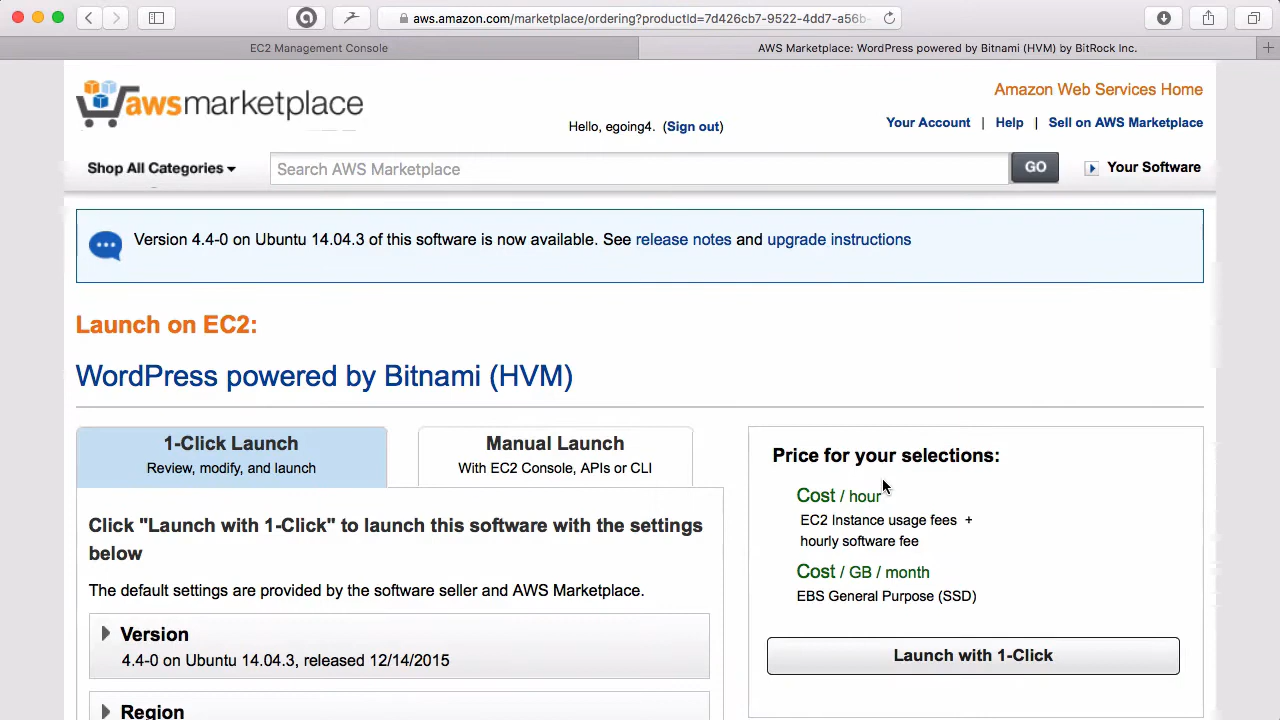 aws.amazon.com/marketplace/ordering?productId=7d426cb7-9522-4dd7-a56b-
EC2 Management Console
AWS Marketplace: WordPress powered by Bitnami (HVM) by BitRock Inc.
awsmarketplace
Amazon Web Services Home
Hello, egoing4. (Sign out)
Your Account | Help | Sell on AWS Marketplace
Shop All Categories
Search AWS Marketplace
GO
Your Software
Version 4.4-0 on Ubuntu 14.04.3 of this software is now available. See release notes and upgrade instructions
Launch on EC2:
WordPress powered by Bitnami (HVM)
1-Click Launch
Review, modify, and launch
Manual Launch
With EC2 Console, APIs or CLI
Click "Launch with 1-Click" to launch this software with the settings
below
The default settings are provided by the software seller and AWS Marketplace.
Version
4.4-0 on Ubuntu 14.04.3, released 12/14/2015
Region
Price for your selections:
Cost / hour
EC2 Instance usage fees +
hourly software fee
Cost / GB / month
EBS General Purpose (SSD)
Launch with 1-Click